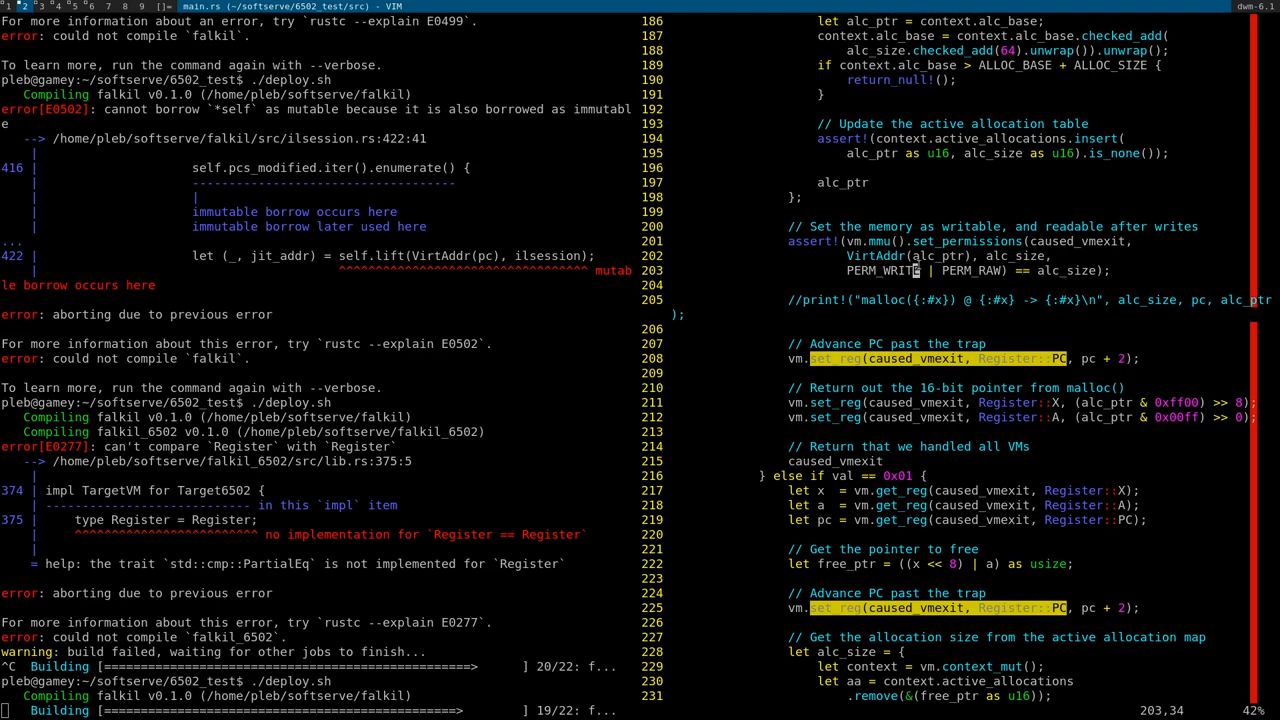 1 2 3 4 5 6 7 8 9 []= main.rs (~/softserve/6502_test/src) - VIM dwm-6.1
For more information about an error, try `rustc --explain E0499`.
error: could not compile `falkil`.
To learn more, run the command again with --verbose.
pleb@gamey:~/softserve/6502_test$ ./deploy.sh
Compiling falkil v0.1.0 (/home/pleb/softserve/falkil)
error[E0502]: cannot borrow `*self` as mutable because it is also borrowed as immutabl
e
--> /home/pleb/softserve/falkil/src/ilsession.rs:422:41
|
416 | self.pcs_modified.iter().enumerate() {
| ----------------------------------
| |
| immutable borrow occurs here
| immutable borrow later used here
...
422 | let (_, jit_addr) = self.lift(VirtAddr(pc), ilsession);
| ^^^^^^^^^^^^^^^^^^^^^^^^^^^^^^^^^^ mutab
le borrow occurs here
error: aborting due to previous error
For more information about this error, try `rustc --explain E0502`.
error: could not compile `falkil`.
To learn more, run the command again with --verbose.
pleb@gamey:~/softserve/6502_test$ ./deploy.sh
Compiling falkil v0.1.0 (/home/pleb/softserve/falkil)
Compiling falkil_6502 v0.1.0 (/home/pleb/softserve/falkil_6502)
error[E0277]: can't compare `Register` with `Register`
--> /home/pleb/softserve/falkil_6502/src/lib.rs:375:5
|
374 | impl TargetVM for Target6502 {
| ---------------------------- in this `impl` item
375 | type Register = Register;
| ^^^^^^^^^^^^^^^^^^^^^^^^^ no implementation for `Register == Register`
|
= help: the trait `std::cmp::PartialEq` is not implemented for `Register`
error: aborting due to previous error
For more information about this error, try `rustc --explain E0277`.
error: could not compile `falkil_6502`.
warning: build failed, waiting for other jobs to finish...
^C Building [==================================================> ] 20/22: f...
pleb@gamey:~/softserve/6502_test$ ./deploy.sh
Compiling falkil v0.1.0 (/home/pleb/softserve/falkil)
Building [================================================> ] 19/22: f...
186 let alc_ptr = context.alc_base;
187 context.alc_base = context.alc_base.checked_add(
188 alc_size.checked_add(64).unwrap()).unwrap();
189 if context.alc_base > ALLOC_BASE + ALLOC_SIZE {
190 return_null!();
191 }
192
193 // Update the active allocation table
194 assert!(context.active_allocations.insert(
195 alc_ptr as u16, alc_size as u16).is_none());
196
197 alc_ptr
198 };
199
200 // Set the memory as writable, and readable after writes
201 assert!(vm.mmu().set_permissions(caused_vmexit,
202 VirtAddr(alc_ptr), alc_size,
203 PERM_WRITE | PERM_RAW) == alc_size);
204
205 //print!("malloc({:#x}) @ {:#x} -> {:#x}\n", alc_size, pc, alc_ptr
);
206
207 // Advance PC past the trap
208 vm.set_reg(caused_vmexit, Register::PC, pc + 2);
209
210 // Return out the 16-bit pointer from malloc()
211 vm.set_reg(caused_vmexit, Register::X, (alc_ptr & 0xff00) >> 8);
212 vm.set_reg(caused_vmexit, Register::A, (alc_ptr & 0x00ff) >> 0);
213
214 // Return that we handled all VMs
215 caused_vmexit
216 } else if val == 0x01 {
217 let x = vm.get_reg(caused_vmexit, Register::X);
218 let a = vm.get_reg(caused_vmexit, Register::A);
219 let pc = vm.get_reg(caused_vmexit, Register::PC);
220
221 // Get the pointer to free
222 let free_ptr = ((x << 8) | a) as usize;
223
224 // Advance PC past the trap
225 vm.set_reg(caused_vmexit, Register::PC, pc + 2);
226
227 // Get the allocation size from the active allocation map
228 let alc_size = {
229 let context = vm.context_mut();
230 let aa = context.active_allocations
231 .remove(&(free_ptr as u16));
203,34 42%